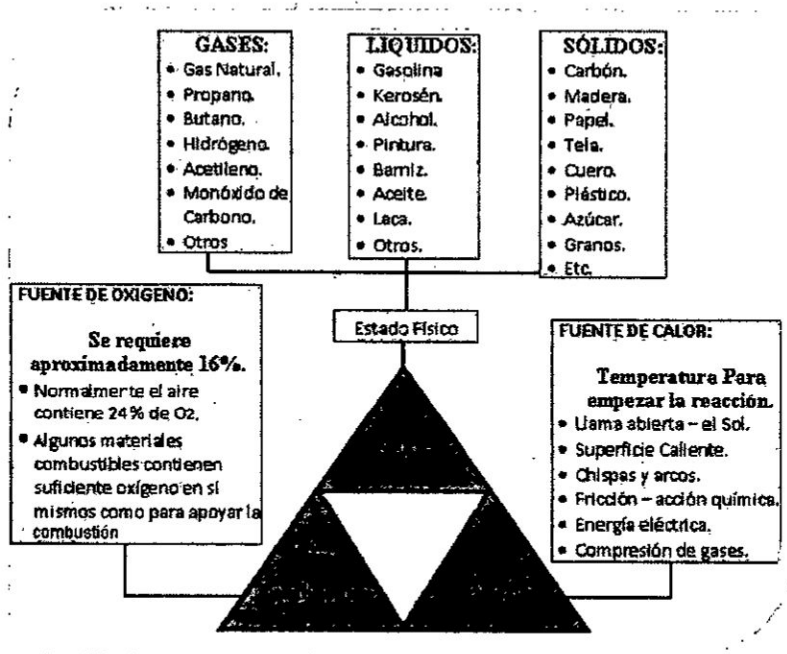 GASES:
• Gas Natural.
• Propano.
• Butano.
• Hidrógeno.
• Acetileno.
• Monóxido de
Carbono.
• Otros
LIQUIDOS:
• Gasolina
• Kerosén.
• Alcohol.
• Pintura.
• Barniz.
• Aceite.
• Laca.
• Otros.
SÓLIDOS:
• Carbón.
• Madera.
• Papel.
• Tela.
• Cuero.
• Plástico.
• Azúcar.
• Granos.
• Etc.
Estado Físico
FUENTE DE OXIGENO:
Se requiere
aproximadamente 16%.
• Normalmente el aire
contiene 24% de O2.
• Algunos materiales
combustibles contienen
suficiente oxígeno en sí
mismos como para apoyar la
combustión
FUENTE DE CALOR:
Temperatura Para
empezar la reacción.
• Llama abierta – el Sol.
• Superficie Caliente.
• Chispas y arcos.
• Fricción – acción química.
• Energía eléctrica.
• Compresión de gases.